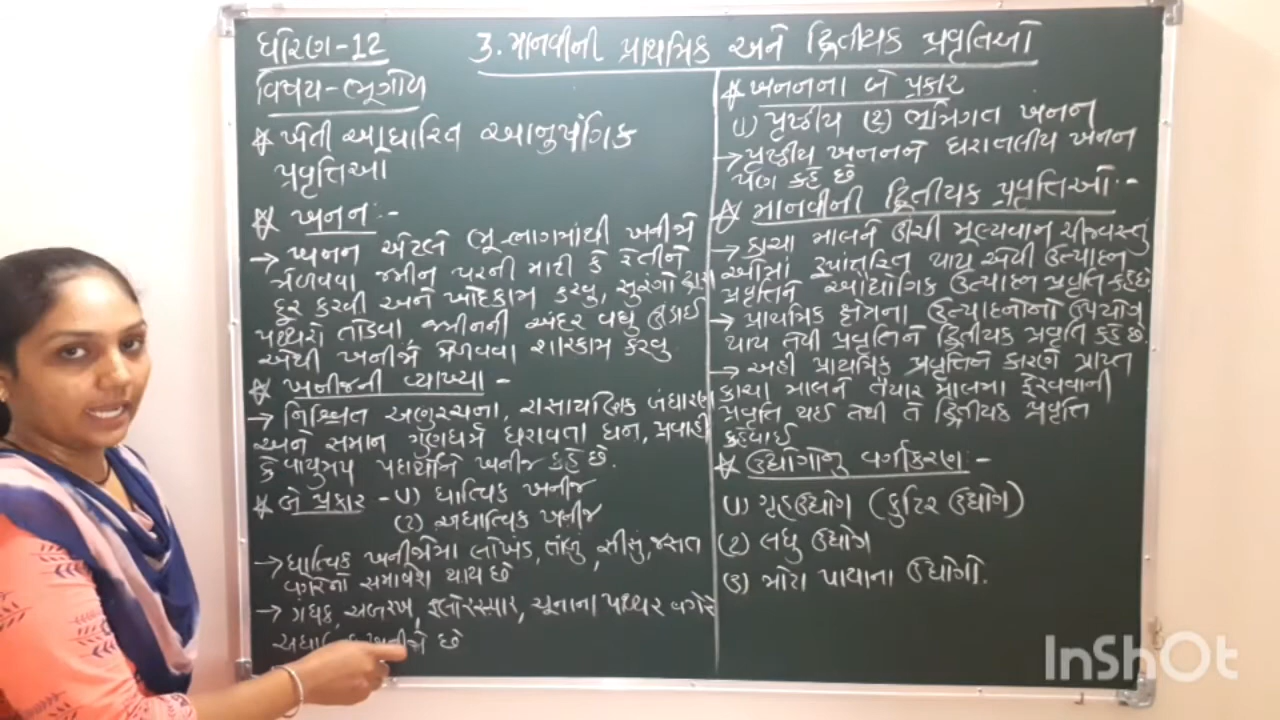 ધોરણ-12
3. માનવીની પ્રાથમિક અને દ્વિતીયક પ્રવૃતિઓ
વિષય-ભૂગોળ
* ખેતી આધારિત આનુષંગિક
પ્રવૃત્તિઓ
* ખનન :-
→ ખનન એટલે ભૂ-ભાગમાંથી ખનીજો
મેળવવા જમીન પરની માટી કે રેતીને
દૂર કરવી અને ખોદકામ કરવુ, સુરંગો દ્વારા
પથ્થરો તોડવા જમીનની અંદર વધુ ઊંડાઈ
એથી ખનીજો મેળવવા શારકામ કરવુ
* ખનીજની વ્યાખ્યા -
→ નિશ્ચિત અણુરચના, રાસાયણિક બંધારણ
અને સમાન ગુણધર્મ ધરાવતા ઘન, પ્રવાહી
કે વાયુરૂપ પદાર્થોને ખનીજ કહે છે.
* બે પ્રકાર - (1) ધાત્વિક ખનીજ
(2) અધાત્વિક ખનીજ
→ ધાત્વિક ખનીજોમા લોખંડ, તાંબુ, સીસુ, જસત
વગેરેનો સમાવેશ થાય છે
→ ગંધક, અબરખ, ફ્લોરસ્પાર, ચૂનાના પથ્થર વગેરે
છે
* ખનનના બે પ્રકાર
(1) પૃષ્ઠીય (2) ભૂમિગત ખનન
→ પૃષ્ઠીય ખનનને ધરાતલીય ખનન
પણ કહે છે
* માનવીની દ્વિતીયક પ્રવૃત્તિઓ :-
→ કાચા માલને ઊંચી મૂલ્યવાન ચીજવસ્તુ
ઓમાં રૂપાંતરિત થાય એવી ઉત્પાદન
પ્રવૃત્તિને ઔદ્યોગિક ઉત્પાદન પ્રવૃતિ કહે છે
→ પ્રાથમિક ક્ષેત્રના ઉત્પાદનોનો ઉપયોગ
થાય તેવી પ્રવૃત્તિને દ્વિતીયક પ્રવૃતિ કહે છે.
→ અહી પ્રાથમિક પ્રવૃત્તિને કારણે પ્રાપ્ત
કાચા માલને તૈયાર માલમા ફેરવવાની
પ્રવૃતિ થઈ તેથી તે દ્વિતીયક પ્રવૃતિ
કહેવાઈ
* ઉદ્યોગોનુ વર્ગીકરણ :-
(1) ગૃહઉદ્યોગ (કુટિર ઉદ્યોગ)
(2) લઘુ ઉદ્યોગ
(3) મોટા પાયાના ઉદ્યોગો.
InShOt